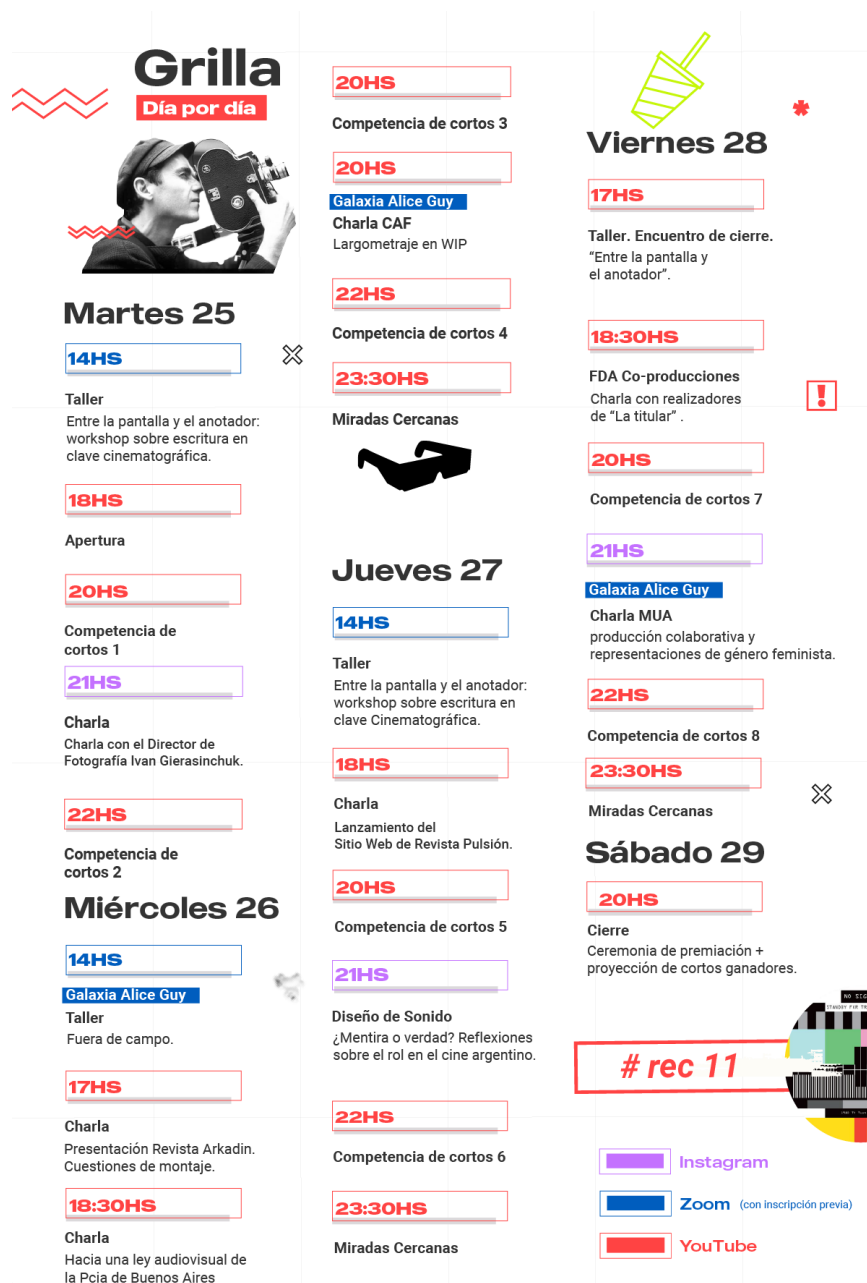 Grilla
Día por día
Martes 25
14HS
Taller
Entre la pantalla y el anotador:
workshop sobre escritura en
clave cinematográfica.
18HS
Apertura
20HS
Competencia de
cortos 1
21HS
Charla
Charla con el Director de
Fotografía Ivan Gierasinchuk.
22HS
Competencia de
cortos 2
Miércoles 26
14HS
Galaxia Alice Guy
Taller
Fuera de campo.
17HS
Charla
Presentación Revista Arkadin.
Cuestiones de montaje.
18:30HS
Charla
Hacia una ley audiovisual de
la Pcia de Buenos Aires
20HS
Competencia de cortos 3
20HS
Galaxia Alice Guy
Charla CAF
Largometraje en WIP
22HS
Competencia de cortos 4
23:30HS
Miradas Cercanas
Jueves 27
14HS
Taller
Entre la pantalla y el anotador:
workshop sobre escritura en
clave Cinematográfica.
18HS
Charla
Lanzamiento del
Sitio Web de Revista Pulsión.
20HS
Competencia de cortos 5
21HS
Diseño de Sonido
¿Mentira o verdad? Reflexiones
sobre el rol en el cine argentino.
22HS
Competencia de cortos 6
23:30HS
Miradas Cercanas
Viernes 28
17HS
Taller. Encuentro de cierre.
“Entre la pantalla y
el anotador”.
18:30HS
FDA Co-producciones
Charla con realizadores
de “La titular” .
20HS
Competencia de cortos 7
21HS
Galaxia Alice Guy
Charla MUA
producción colaborativa y
representaciones de género feminista.
22HS
Competencia de cortos 8
23:30HS
Miradas Cercanas
Sábado 29
20HS
Cierre
Ceremonia de premiación +
proyección de cortos ganadores.
NO SIG
# rec 11
Instagram
Zoom (con inscripción previa)
YouTube